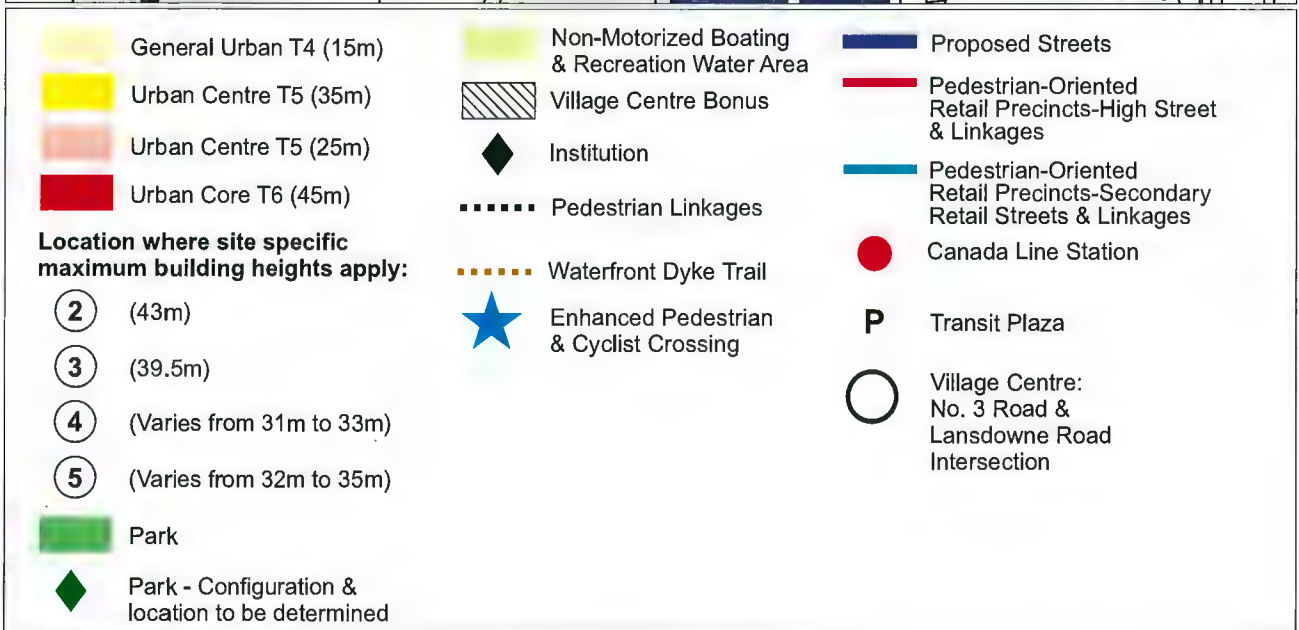 General Urban T4 (15m)
Urban Centre T5 (35m)
Urban Centre T5 (25m)
Urban Core T6 (45m)
Location where site specific
maximum building heights apply:
2 (43m)
3 (39.5m)
4 (Varies from 31m to 33m)
5 (Varies from 32m to 35m)
Park
Park - Configuration &
location to be determined
Non-Motorized Boating
& Recreation Water Area
Village Centre Bonus
Institution
Pedestrian Linkages
Waterfront Dyke Trail
Enhanced Pedestrian
& Cyclist Crossing
Proposed Streets
Pedestrian-Oriented
Retail Precincts-High Street
& Linkages
Pedestrian-Oriented
Retail Precincts-Secondary
Retail Streets & Linkages
Canada Line Station
P Transit Plaza
Village Centre:
No. 3 Road &
Lansdowne Road
Intersection